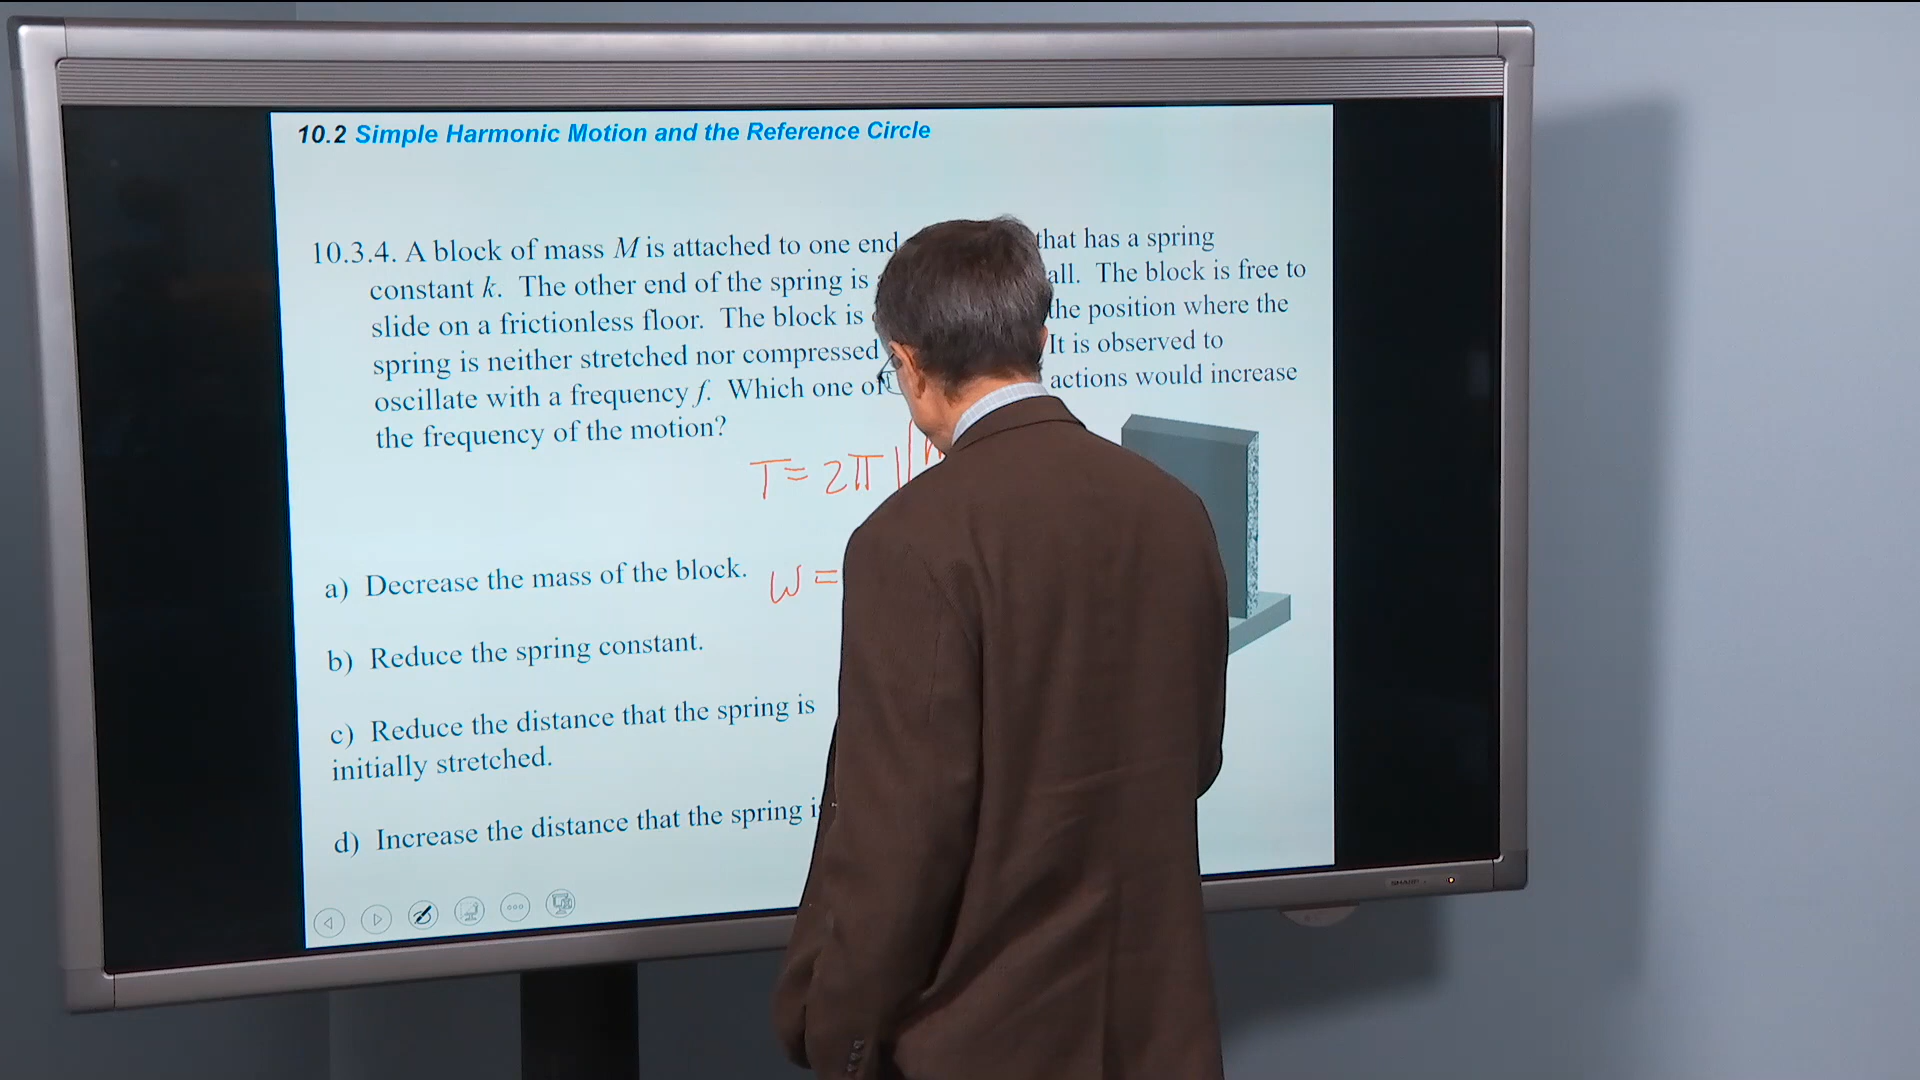 10.2 Simple Harmonic Motion and the Reference Circle
10.3.4. A block of mass M is attached to one end that has a spring
constant k. The other end of the spring is all. The block is free to
slide on a frictionless floor. The block is the position where the
spring is neither stretched nor compressed It is observed to
oscillate with a frequency f. Which one of actions would increase
the frequency of the motion?
T = 2π √
a) Decrease the mass of the block.
ω =
b) Reduce the spring constant.
c) Reduce the distance that the spring is
initially stretched.
d) Increase the distance that the spring
SHARP